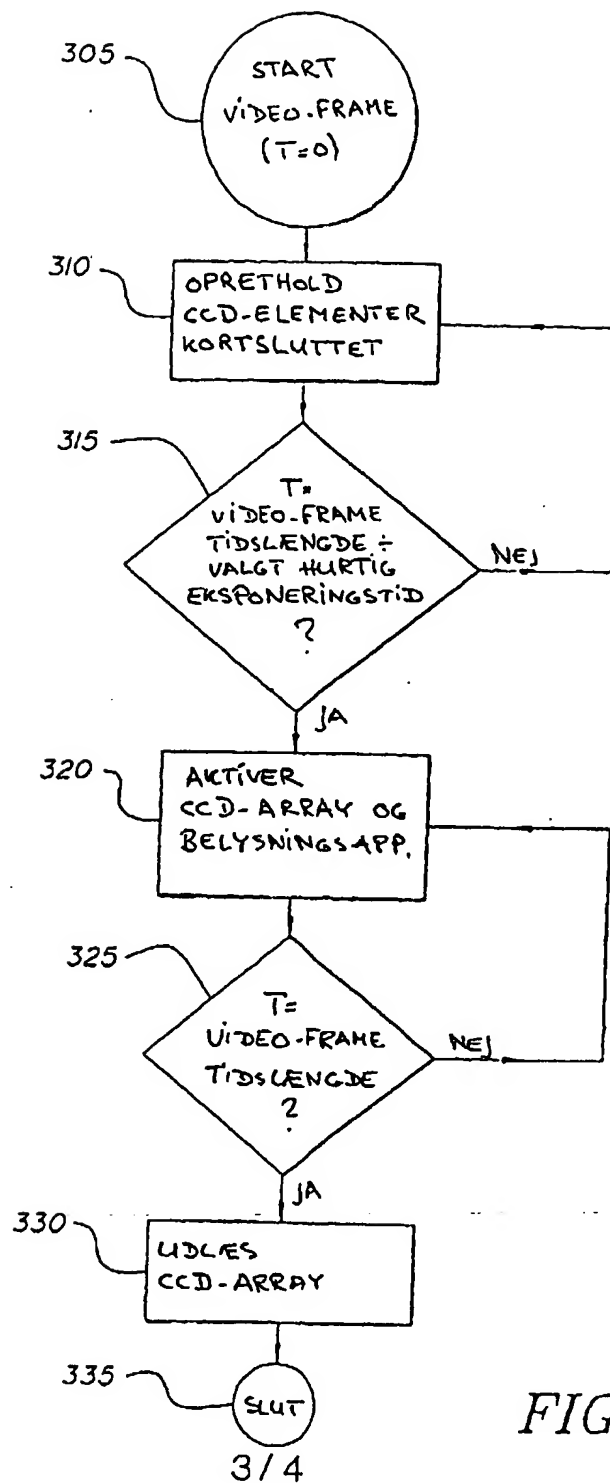 305
START
VIDEO-FRAME
(T=0)
310
OPRETHOLD
CCD-ELEMENTER
KORTSLUTTET
315
T=
VIDEO-FRAME
TIDSLÆNGDE ÷
VALGT HURTIG
EKSPONERINGSTID
?
NEJ
JA
320
AKTIVER
CCD-ARRAY OG
BELYSNINGSAPP.
325
T=
VIDEO-FRAME
TIDSLÆNGDE
?
NEJ
JA
330
UDLÆS
CCD-ARRAY
335
SLUT
FIG
3/4